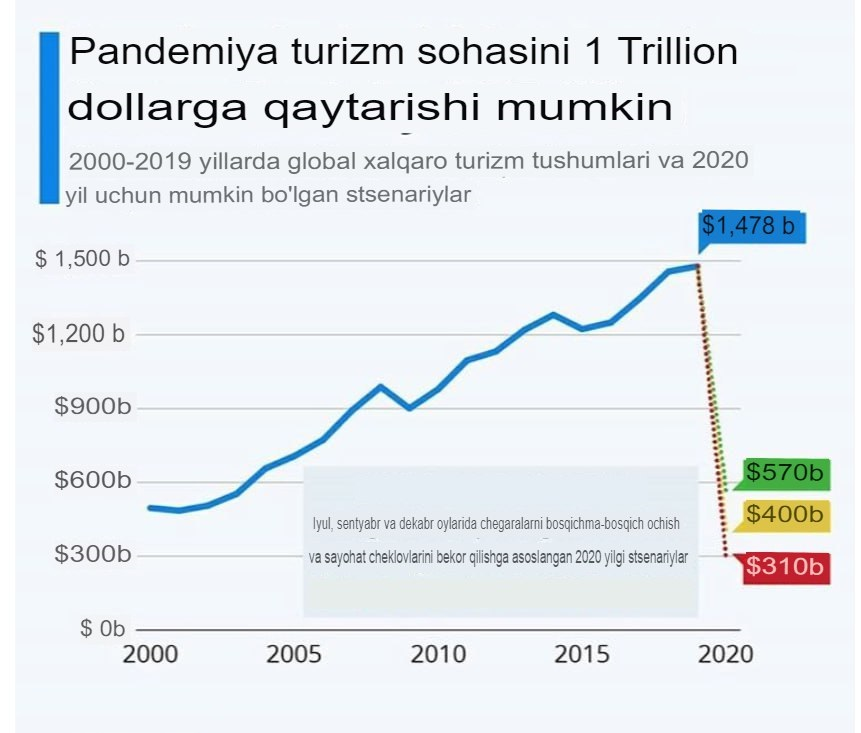 Pandemiya turizm sohasini 1 Trillion
dollarga qaytarishi mumkin
2000-2019 yillarda global xalqaro turizm tushumlari va 2020
yil uchun mumkin bo'lgan stsenariylar
$1,478 b
$ 1,500 b
$1,200 b
$900b
$600b
$570b
$400b
Iyul, sentyabr va dekabr oylarida chegaralarni bosqichma-bosqich ochish
va sayohat cheklovlarini bekor qilishga asoslangan 2020 yilgi stsenariylar
$300b
$310b
$ 0b
2000 2005 2010 2015 2020